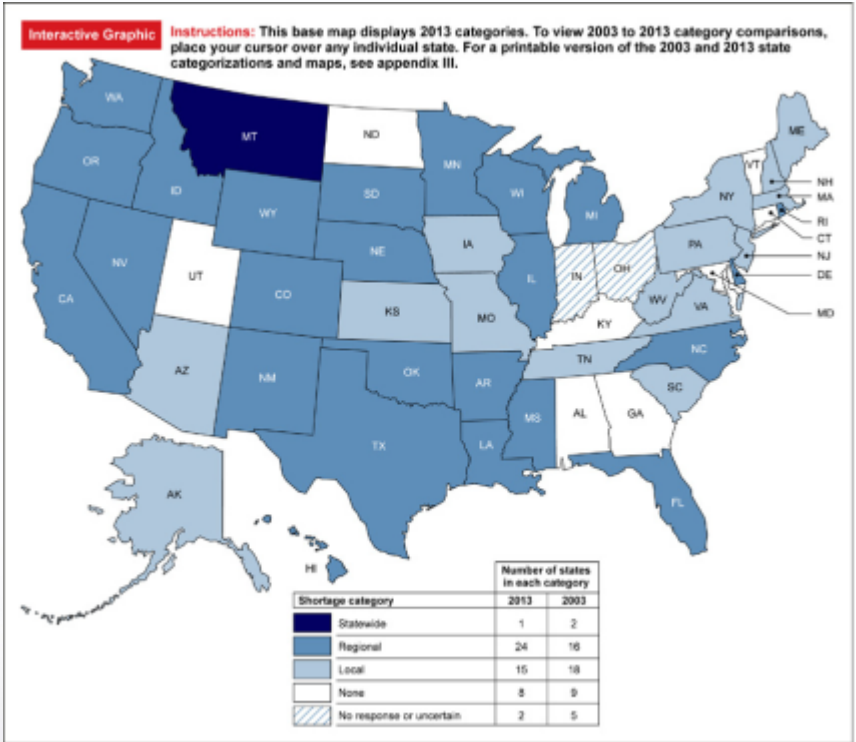 Interactive Graphic
Instructions: This base map displays 2013 categories. To view 2003 to 2013 category comparisons,
place your cursor over any individual state. For a printable version of the 2003 and 2013 state
categorizations and maps, see appendix III.
WA
MT
ND
MN
ME
OR
ID
WY
SD
WI
MI
NY
VT
NH
MA
RI
CT
NJ
DE
MD
NV
UT
CO
NE
IA
IL
IN
OH
PA
CA
KS
MO
KY
WV
VA
AZ
NM
OK
AR
TN
NC
SC
TX
LA
MS
AL
GA
FL
AK
HI
Number of states
in each category
Shortage category 2013 2003
Statewide 1 2
Regional 24 16
Local 15 18
None 8 9
No response or uncertain 2 5